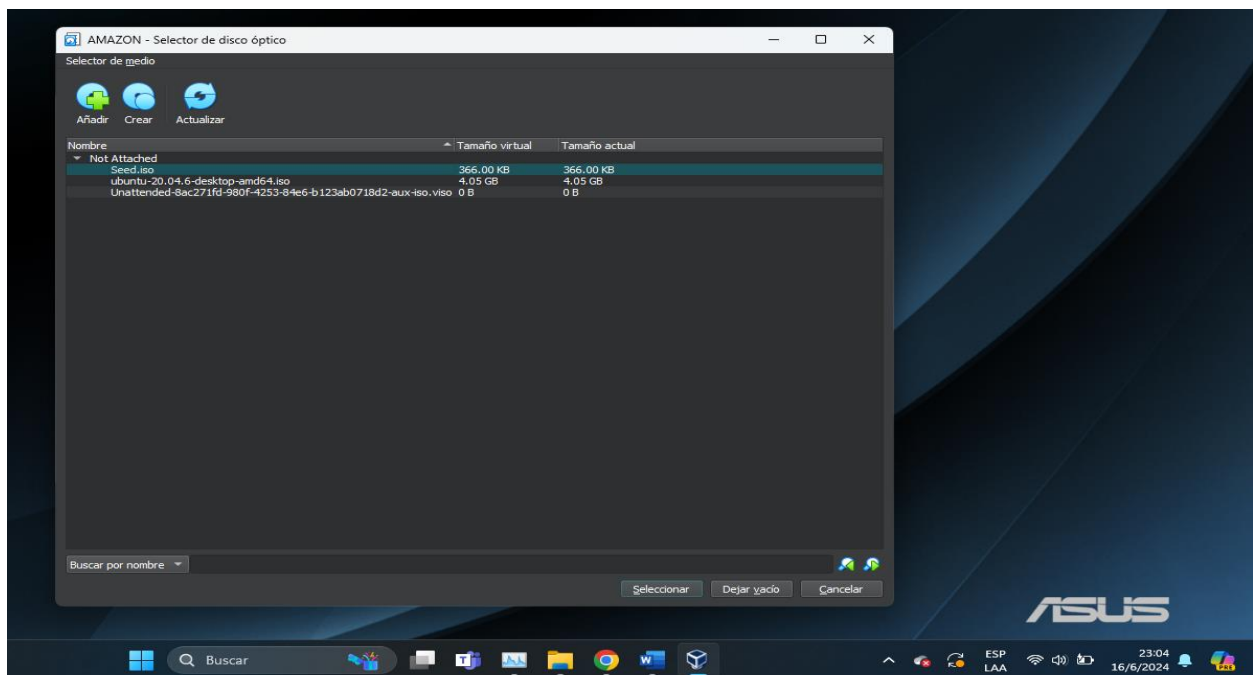 AMAZON - Selector de disco óptico
Selector de medio
Añadir Crear Actualizar
Nombre Tamaño virtual Tamaño actual
Not Attached
Seed.iso 366.00 KB 366.00 KB
ubuntu-20.04.6-desktop-amd64.iso 4.05 GB 4.05 GB
Unattended-8ac271fd-980f-4253-84e6-b123ab0718d2-aux-iso.viso 0 B 0 B
Buscar por nombre
Seleccionar Dejar vacío Cancelar
ASUS
Buscar ESP 23:04
LAA 16/6/2024
PRE